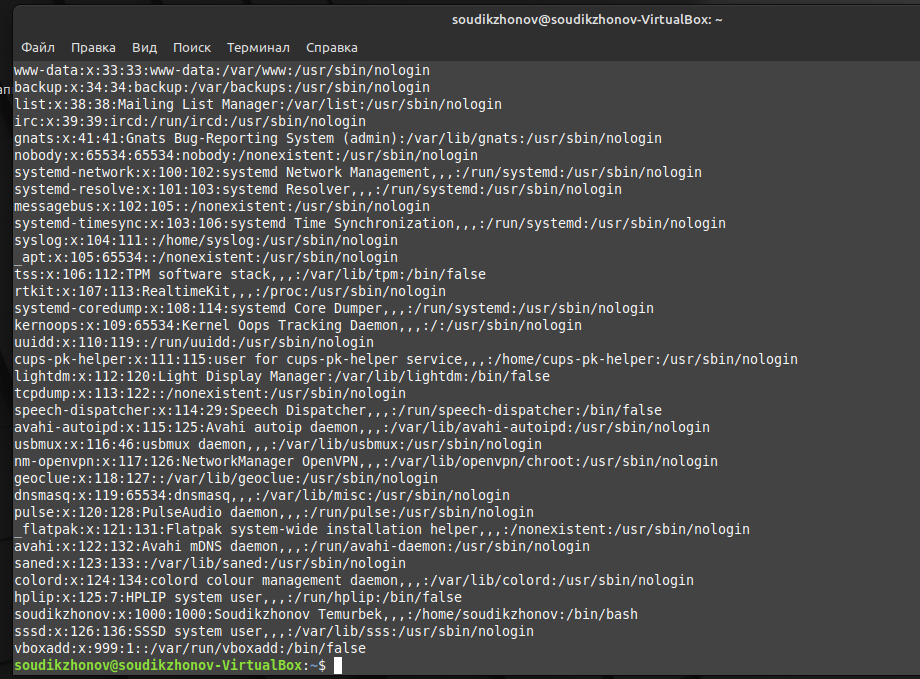 soudikzhonov@soudikzhonov-VirtualBox: ~
Файл Правка Вид Поиск Терминал Справка
www-data:x:33:33:www-data:/var/www:/usr/sbin/nologin
backup:x:34:34:backup:/var/backups:/usr/sbin/nologin
list:x:38:38:Mailing List Manager:/var/list:/usr/sbin/nologin
irc:x:39:39:ircd:/run/ircd:/usr/sbin/nologin
gnats:x:41:41:Gnats Bug-Reporting System (admin):/var/lib/gnats:/usr/sbin/nologin
nobody:x:65534:65534:nobody:/nonexistent:/usr/sbin/nologin
systemd-network:x:100:102:systemd Network Management,,,:/run/systemd:/usr/sbin/nologin
systemd-resolve:x:101:103:systemd Resolver,,,:/run/systemd:/usr/sbin/nologin
messagebus:x:102:105::/nonexistent:/usr/sbin/nologin
systemd-timesync:x:103:106:systemd Time Synchronization,,,:/run/systemd:/usr/sbin/nologin
syslog:x:104:111::/home/syslog:/usr/sbin/nologin
_apt:x:105:65534::/nonexistent:/usr/sbin/nologin
tss:x:106:112:TPM software stack,,,:/var/lib/tpm:/bin/false
rtkit:x:107:113:RealtimeKit,,,:/proc:/usr/sbin/nologin
systemd-coredump:x:108:114:systemd Core Dumper,,,:/run/systemd:/usr/sbin/nologin
kernoops:x:109:65534:Kernel Oops Tracking Daemon,,,:/:/usr/sbin/nologin
uuidd:x:110:119::/run/uuidd:/usr/sbin/nologin
cups-pk-helper:x:111:115:user for cups-pk-helper service,,,:/home/cups-pk-helper:/usr/sbin/nologin
lightdm:x:112:120:Light Display Manager:/var/lib/lightdm:/bin/false
tcpdump:x:113:122::/nonexistent:/usr/sbin/nologin
speech-dispatcher:x:114:29:Speech Dispatcher,,,:/run/speech-dispatcher:/bin/false
avahi-autoipd:x:115:125:Avahi autoip daemon,,,:/var/lib/avahi-autoipd:/usr/sbin/nologin
usbmux:x:116:46:usbmux daemon,,,:/var/lib/usbmux:/usr/sbin/nologin
nm-openvpn:x:117:126:NetworkManager OpenVPN,,,:/var/lib/openvpn/chroot:/usr/sbin/nologin
geoclue:x:118:127::/var/lib/geoclue:/usr/sbin/nologin
dnsmasq:x:119:65534:dnsmasq,,,:/var/lib/misc:/usr/sbin/nologin
pulse:x:120:128:PulseAudio daemon,,,:/run/pulse:/usr/sbin/nologin
_flatpak:x:121:131:Flatpak system-wide installation helper,,,:/nonexistent:/usr/sbin/nologin
avahi:x:122:132:Avahi mDNS daemon,,,:/run/avahi-daemon:/usr/sbin/nologin
saned:x:123:133::/var/lib/saned:/usr/sbin/nologin
colord:x:124:134:colord colour management daemon,,,:/var/lib/colord:/usr/sbin/nologin
hplip:x:125:7:HPLIP system user,,,:/run/hplip:/bin/false
soudikzhonov:x:1000:1000:Soudikzhonov Temurbek,,,:/home/soudikzhonov:/bin/bash
sssd:x:126:136:SSSD system user,,,:/var/lib/sss:/usr/sbin/nologin
vboxadd:x:999:1::/var/run/vboxadd:/bin/false
soudikzhonov@soudikzhonov-VirtualBox:~$